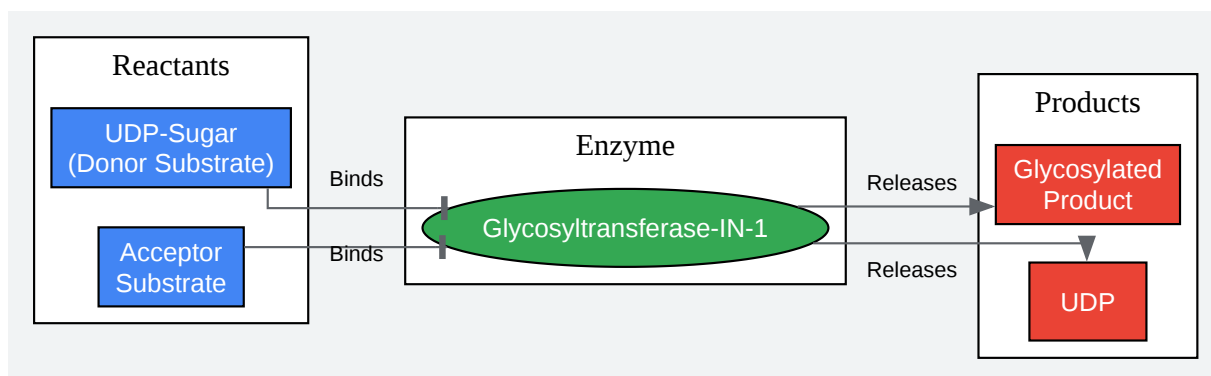 Reactants
UDP-Sugar
(Donor Substrate)
Acceptor
Substrate
Binds
Binds
Enzyme
Glycosyltransferase-IN-1
Releases
Releases
Products
Glycosylated
Product
UDP